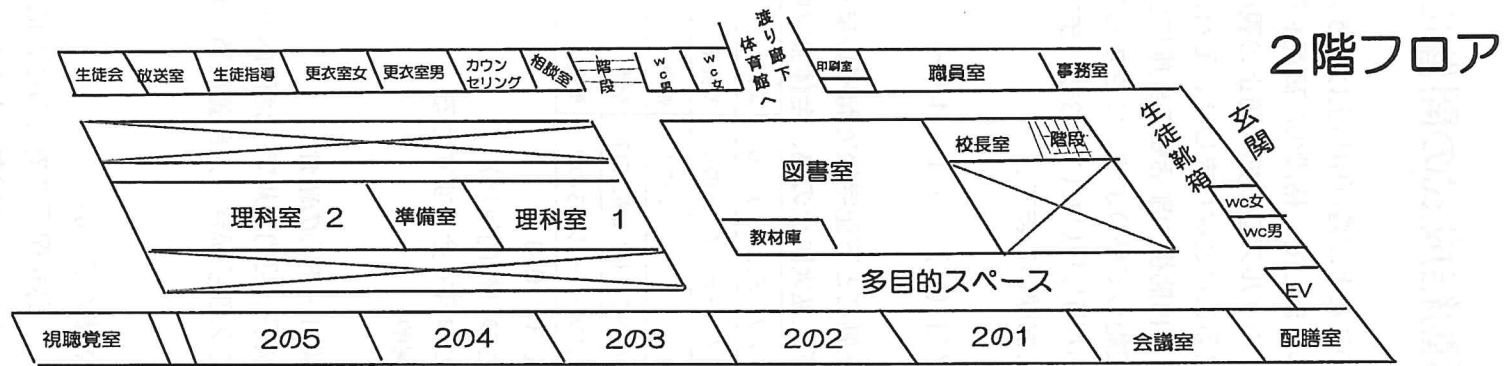 2階フロア
生徒会
放送室
生徒指導
更衣室女
更衣室男
カウン
セリング
相談室
階段
wc男
wc女
渡り廊下
体育館へ
印刷室
職員室
事務室
玄関
生徒靴箱
校長室
階段
図書室
教材庫
理科室 2
準備室
理科室 1
wc女
wc男
多目的スペース
EV
視聴覚室
2の5
2の4
2の3
2の2
2の1
会議室
配膳室